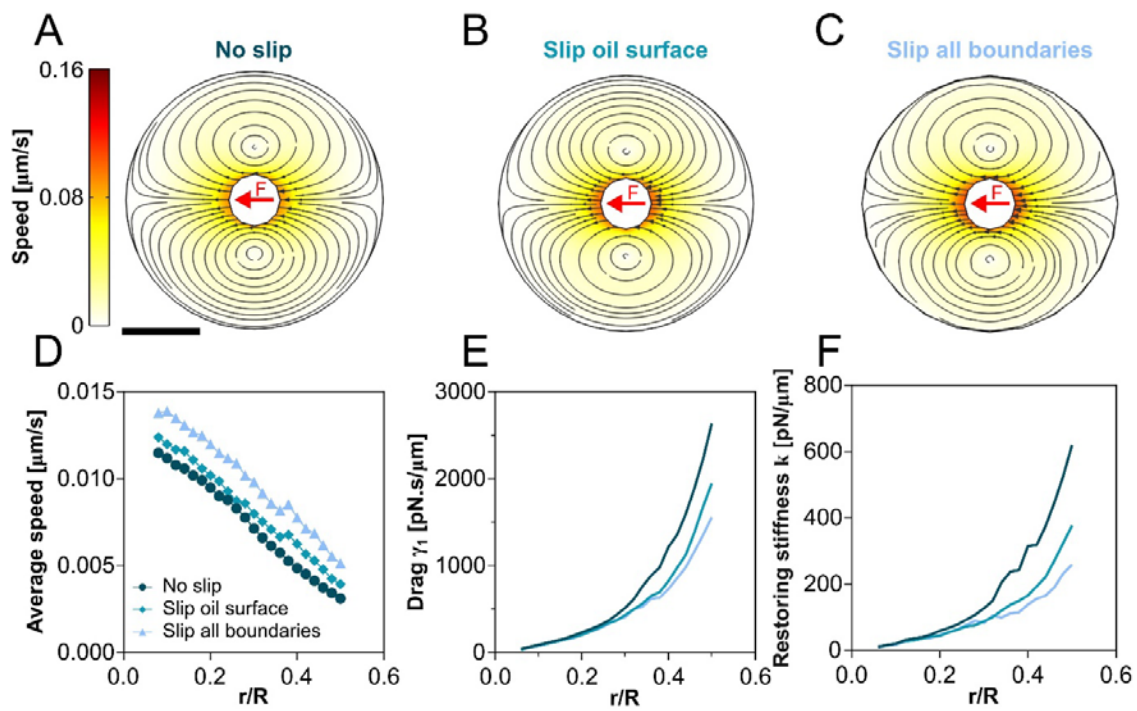 A
B
C
No slip
Slip oil surface
Slip all boundaries
Speed [µm/s]
0.16
0.08
0
F
F
F
D
E
F
Average speed [µm/s]
0.015
0.010
0.005
0.000
No slip
Slip oil surface
Slip all boundaries
0.0 0.2 0.4 0.6
r/R
Drag γ₁ [pN.s/µm]
3000
2000
1000
0
0.0 0.2 0.4 0.6
r/R
Restoring stiffness k [pN/µm]
800
600
400
200
0
0.0 0.2 0.4 0.6
r/R